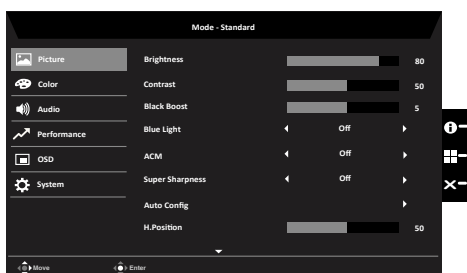 Mode - Standard
Picture
Color
Audio
Performance
OSD
System
Brightness 80
Contrast 50
Black Boost 5
Blue Light Off
ACM Off
Super Sharpness Off
Auto Config
H.Position 50
Move Enter